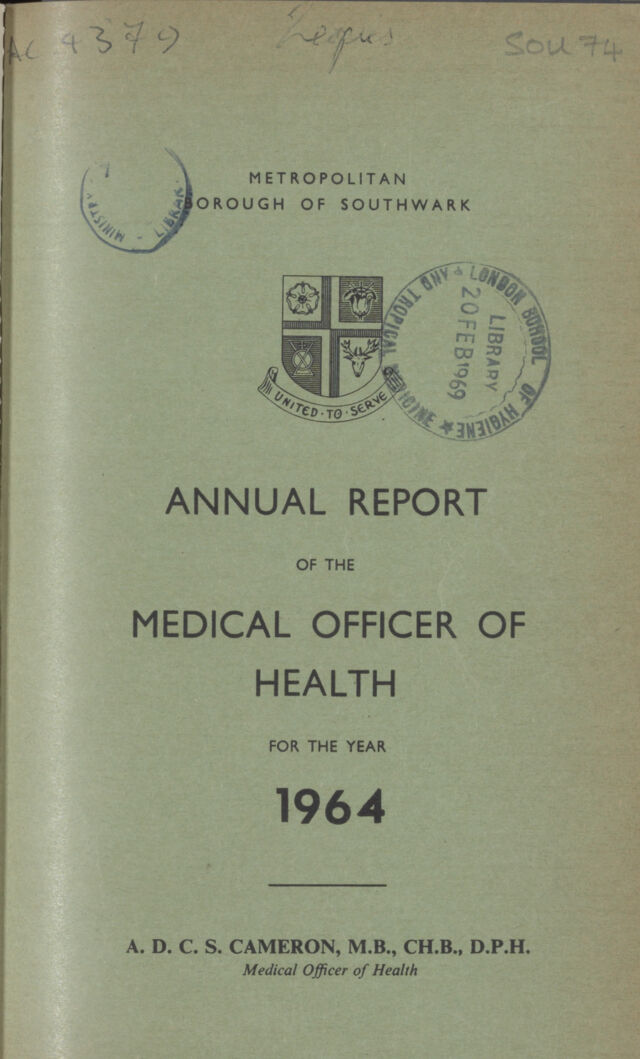 AC 4379
SOU 74
METROPOLITAN
BOROUGH OF SOUTHWARK
MINISTRY
LIBRAR
LONDON SCHOOL OF HYGIENE
AND TROPICAL MEDICINE
LIBRARY
20 FEB 1969
UNITED·TO·SERVE
ANNUAL REPORT
OF THE
MEDICAL OFFICER OF
HEALTH
FOR THE YEAR
1964
A. D. C. S. CAMERON, M.B., CH.B., D.P.H.
Medical Officer of Health